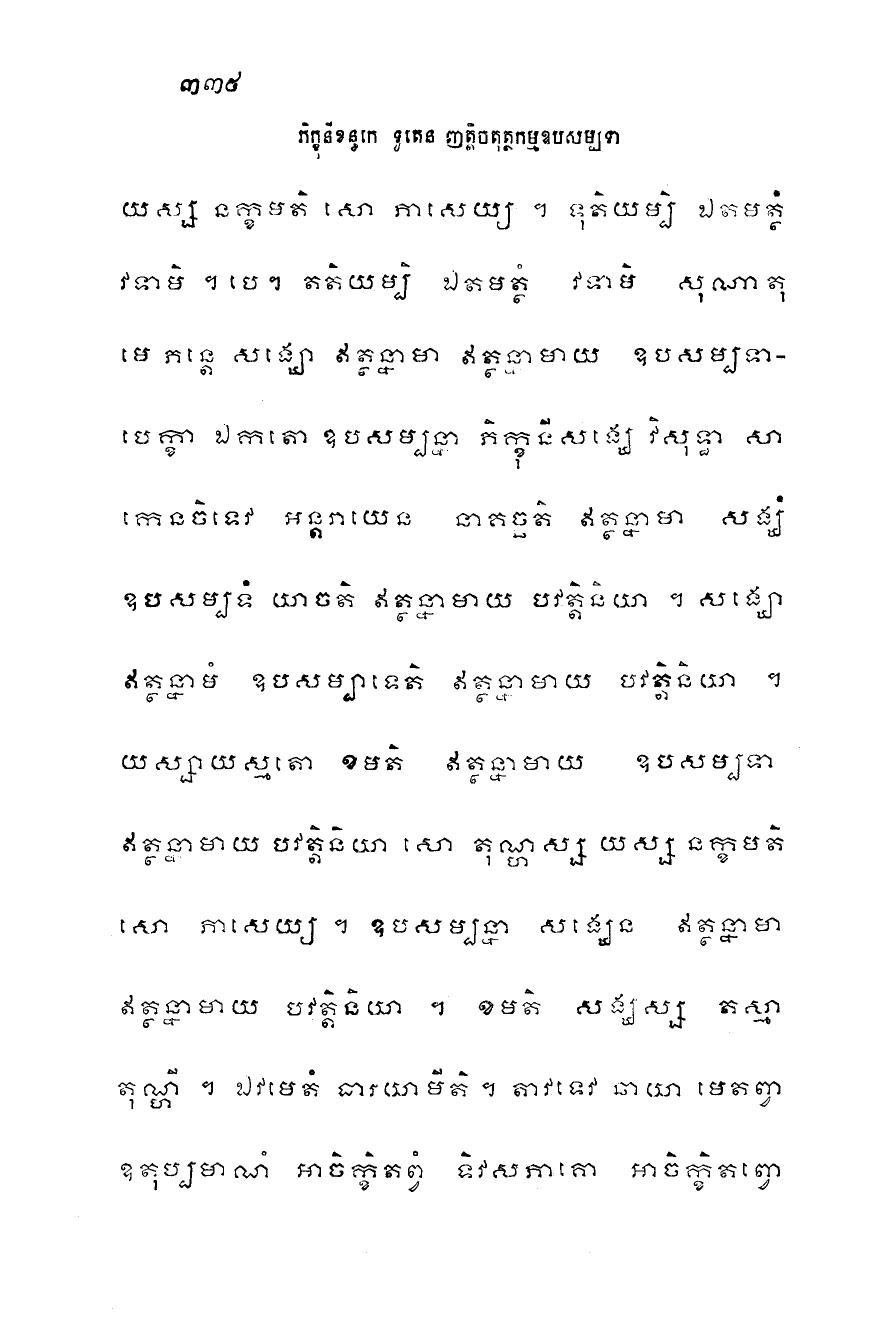 ៣៣៥
ភិក្ខុនីខន្ធកេ ទូតេន ញត្តិចតុត្ថកម្មឧបសម្បទា
យស្ស នក្ខមតិ សោ ភាសេយ្យ ។ ទុតិយម្បិ ឯតមត្ថំ
វទាមិ ។ បេ ។ តតិយម្បិ ឯតមត្ថំ វទាមិ សុណាតុ
មេ ភន្តេ សង្ឃោ ឥត្ថន្នាមា ឥត្ថន្នាមាយ ឧបសម្បទា-
បេក្ខា ឯកតោ ឧបសម្បន្នា ភិក្ខុនីសង្ឃេ វិសុទ្ធា សា
កេនចិទេវ អន្តរាយេន នាគច្ឆតិ ឥត្ថន្នាមា សង្ឃំ
ឧបសម្បទំ យាចតិ ឥត្ថន្នាមាយ បវត្តិនិយា ។ សង្ឃោ
ឥត្ថន្នាមំ ឧបសម្បាទេតិ ឥត្ថន្នាមាយ បវត្តិនិយា ។
យស្សាយស្មតោ ខមតិ ឥត្ថន្នាមាយ ឧបសម្បទា
ឥត្ថន្នាមាយ បវត្តិនិយា សោ តុណ្ហស្ស យស្ស នក្ខមតិ
សោ ភាសេយ្យ ។ ឧបសម្បន្នា សង្ឃេន ឥត្ថន្នាមា
ឥត្ថន្នាមាយ បវត្តិនិយា ។ ខមតិ សង្ឃស្ស តស្មា
តុណ្ហី ។ ឯវមេតំ ធារយាមីតិ ។ តាវទេវ ឆាយា មេតព្វា
ឧតុប្បមាណំ អាចិក្ខិតព្វំ ទិវសភាគោ អាចិក្ខិតព្វោ